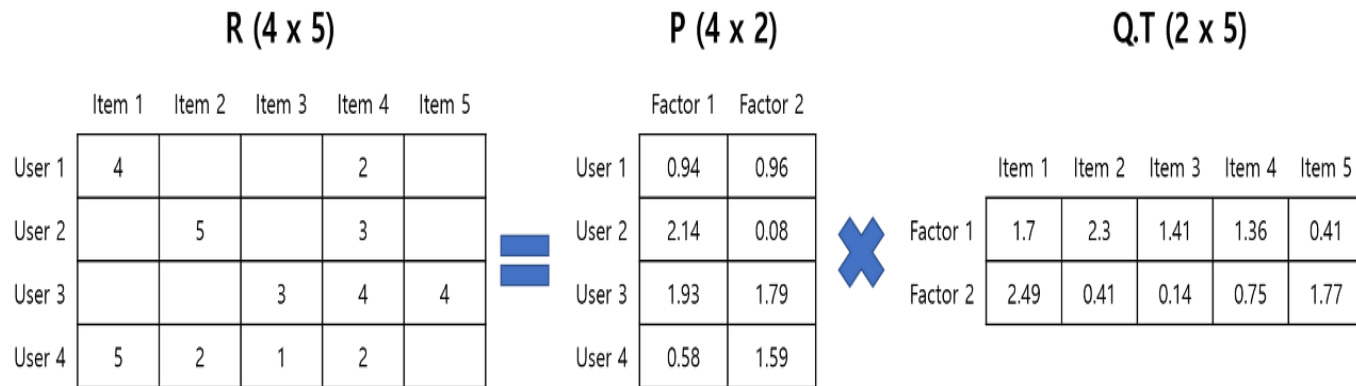 R (4 x 5)
P (4 x 2)
Q.T (2 x 5)
Item 1 Item 2 Item 3 Item 4 Item 5
User 1 4 2
User 2 5 3
User 3 3 4 4
User 4 5 2 1 2
Factor 1 Factor 2
User 1 0.94 0.96
User 2 2.14 0.08
User 3 1.93 1.79
User 4 0.58 1.59
Item 1 Item 2 Item 3 Item 4 Item 5
Factor 1 1.7 2.3 1.41 1.36 0.41
Factor 2 2.49 0.41 0.14 0.75 1.77